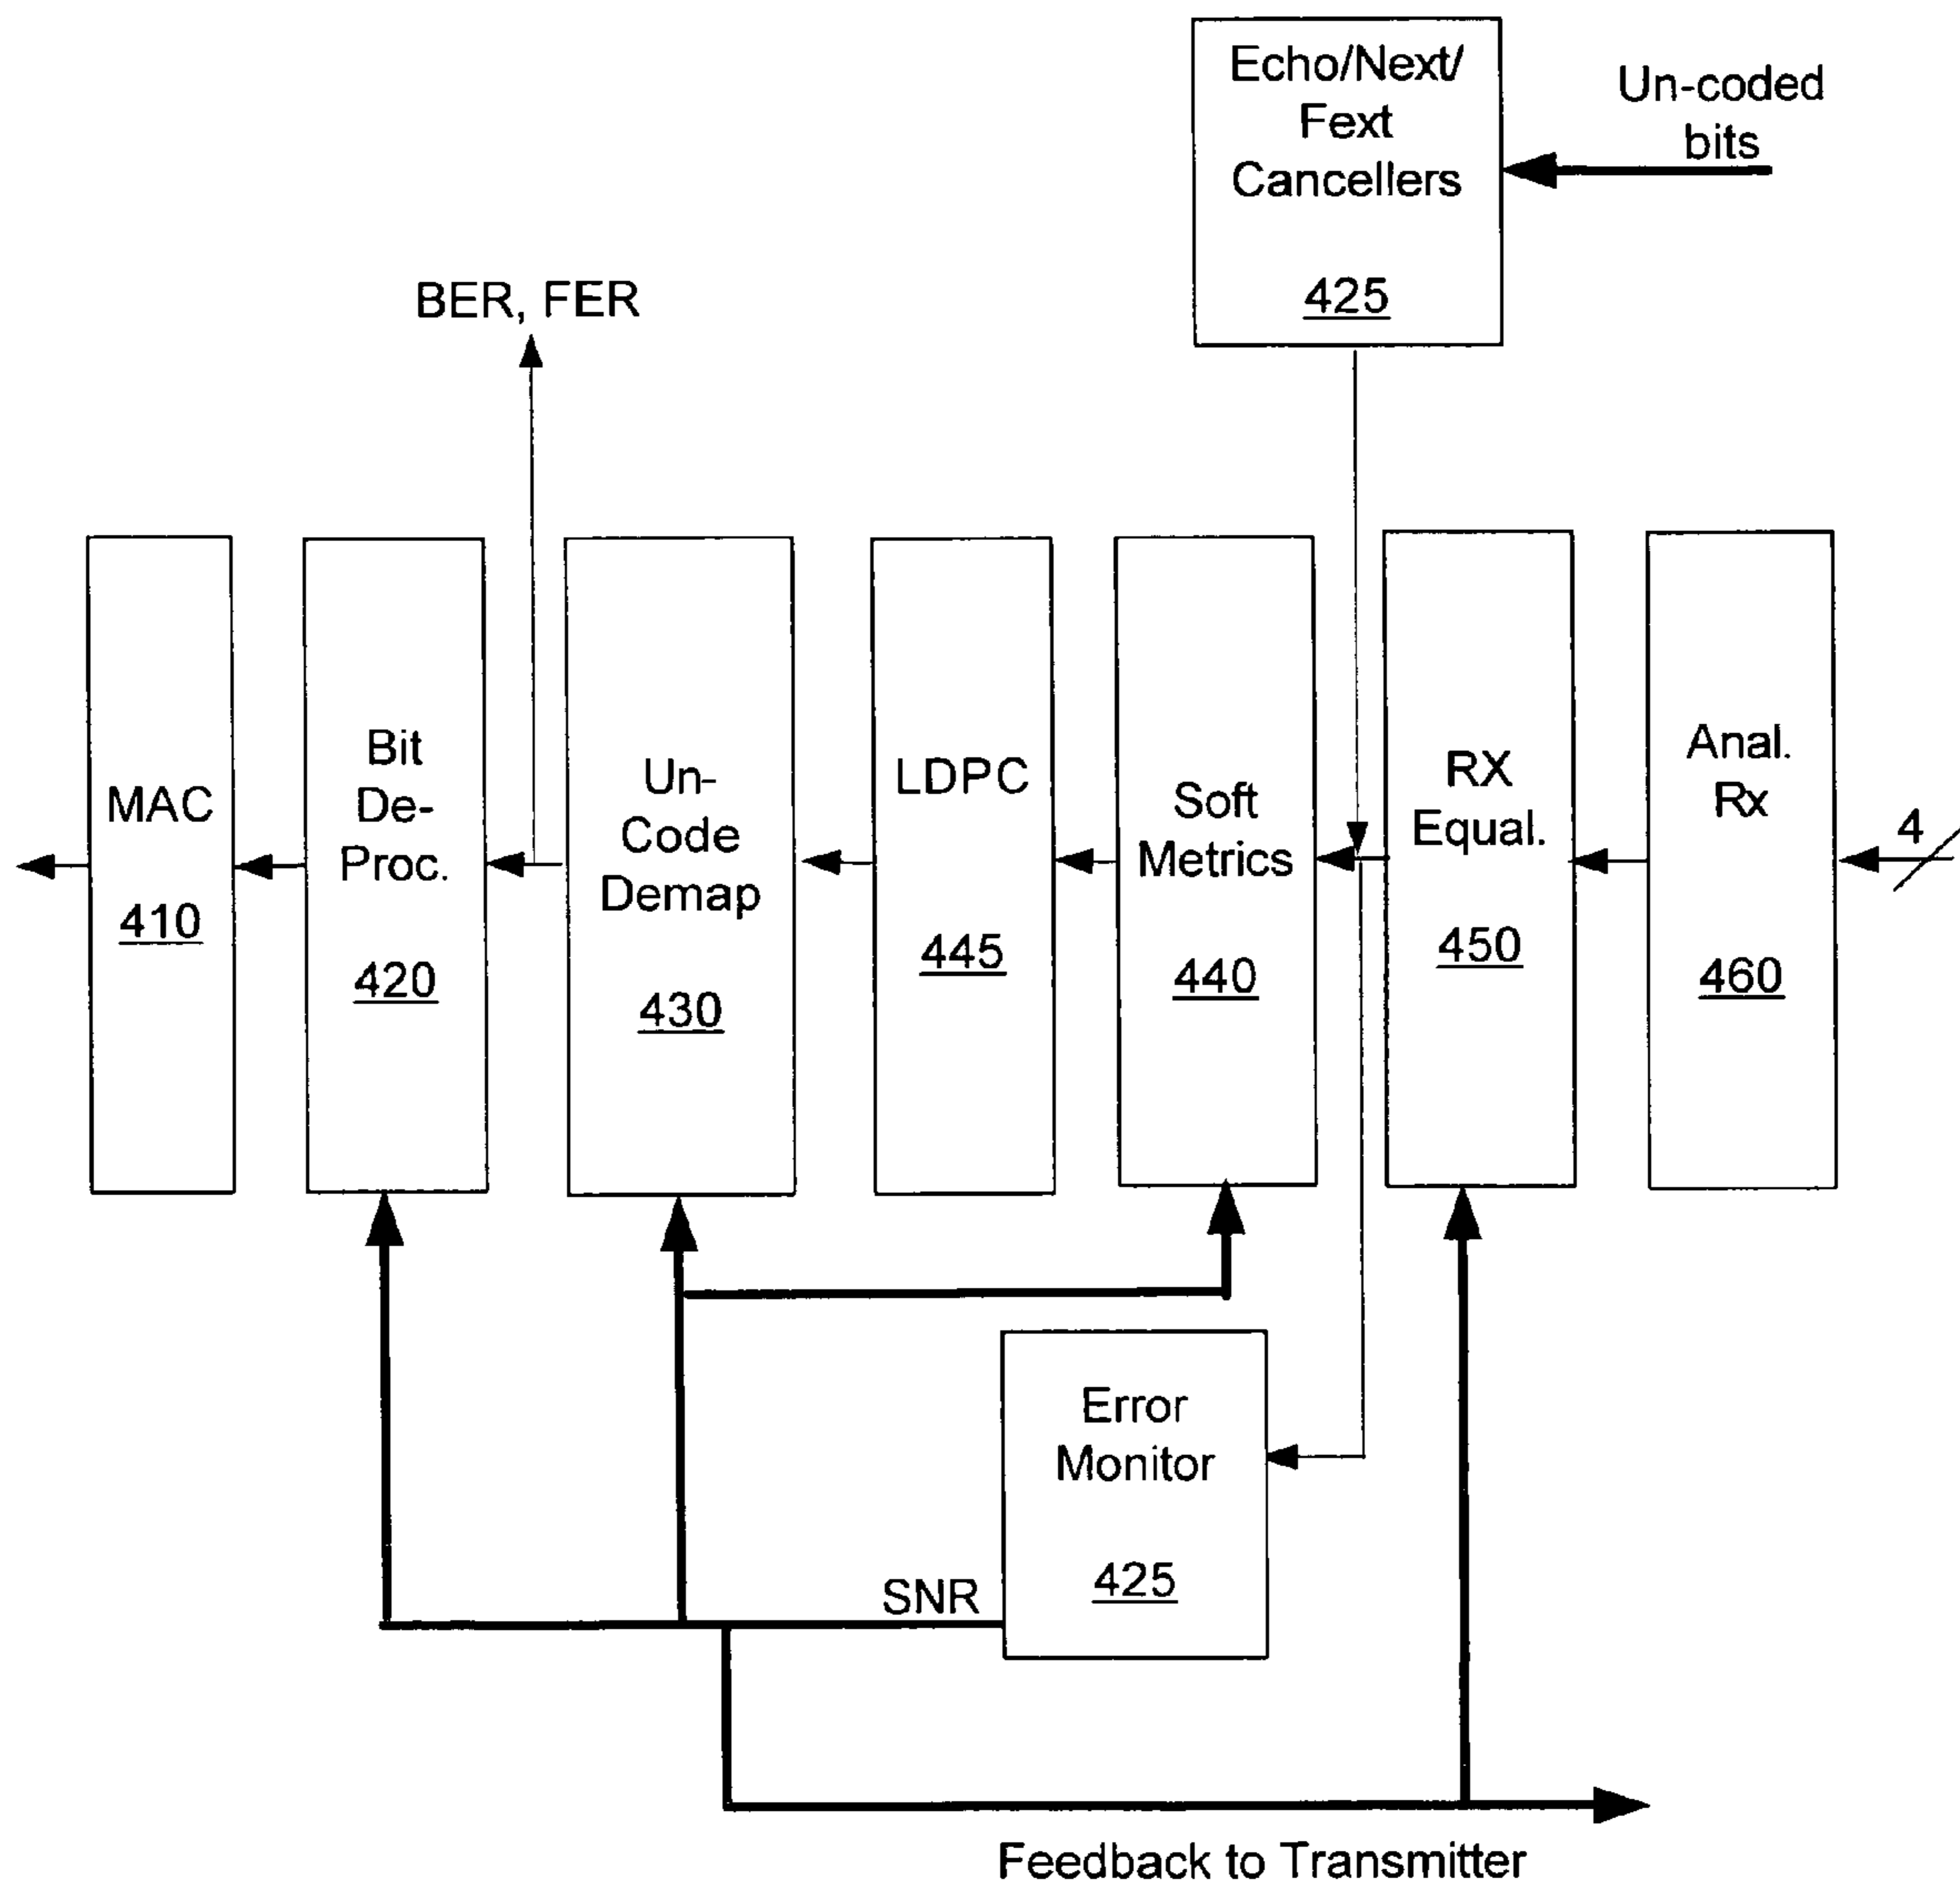 Echo/Next/
Fext
Cancellers
425
Un-coded
bits
BER, FER
MAC
410
Bit
De-
Proc.
420
Un-
Code
Demap
430
LDPC
445
Soft
Metrics
440
RX
Equal.
450
Anal.
Rx
460
4
Error
Monitor
425
SNR
Feedback to Transmitter